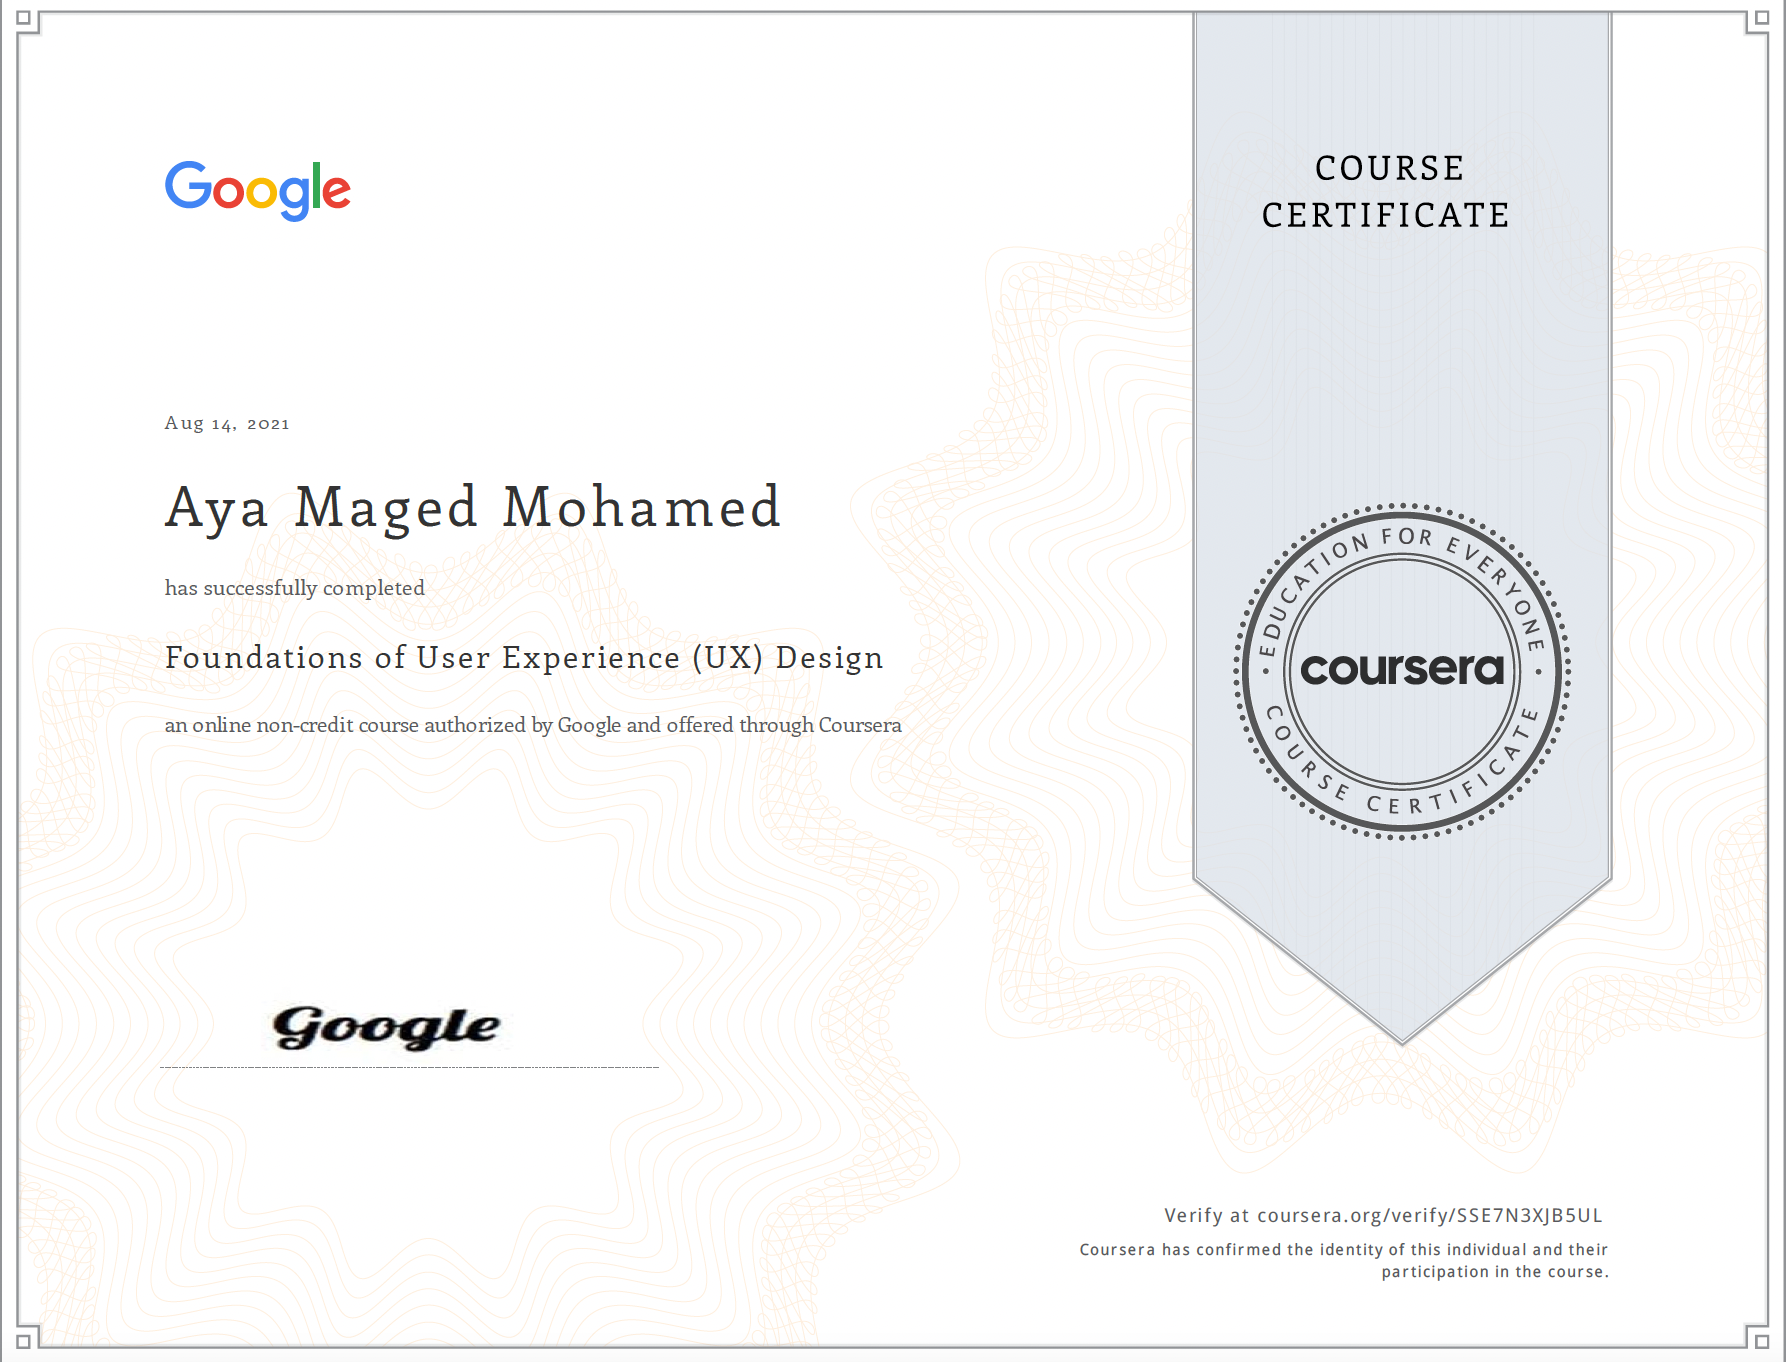 Google
COURSE
CERTIFICATE
Aug 14, 2021
Aya Maged Mohamed
has successfully completed
Foundations of User Experience (UX) Design
an online non-credit course authorized by Google and offered through Coursera
EDUCATION FOR EVERYONE
coursera
COURSE CERTIFICATE
Google
Verify at coursera.org/verify/SSE7N3XJB5UL
Coursera has confirmed the identity of this individual and their
participation in the course.